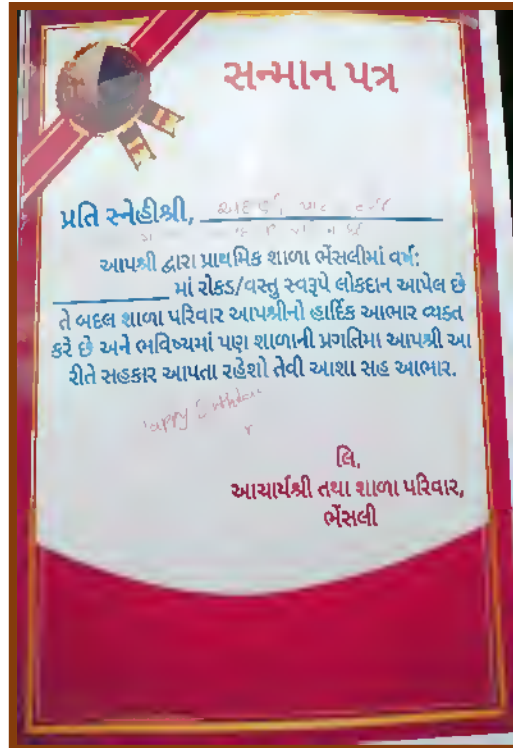 સન્માન પત્ર
પ્રતિ સ્નેહીશ્રી,
આપશ્રી દ્વારા પ્રાથમિક શાળા ભેંસલીમાં વર્ષ:
માં રોકડ/વસ્તુ સ્વરૂપે લોકદાન આપેલ છે
તે બદલ શાળા પરિવાર આપશ્રીનો હાર્દિક આભાર વ્યક્ત
કરે છે અને ભવિષ્યમાં પણ શાળાની પ્રગતિમા આપશ્રી આ
રીતે સહકાર આપતા રહેશો તેવી આશા સહ આભાર.
લિ,
આચાર્યશ્રી તથા શાળા પરિવાર,
ભેંસલી